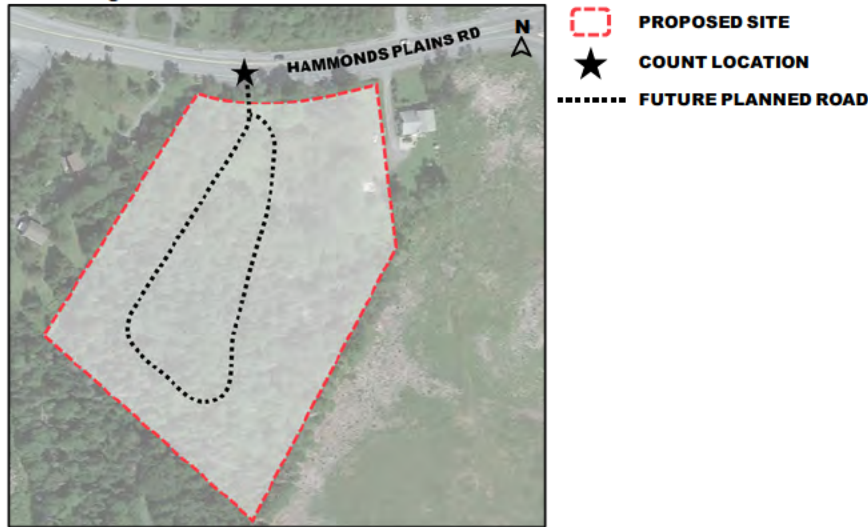 HAMMONDS PLAINS RD
N
PROPOSED SITE
COUNT LOCATION
FUTURE PLANNED ROAD